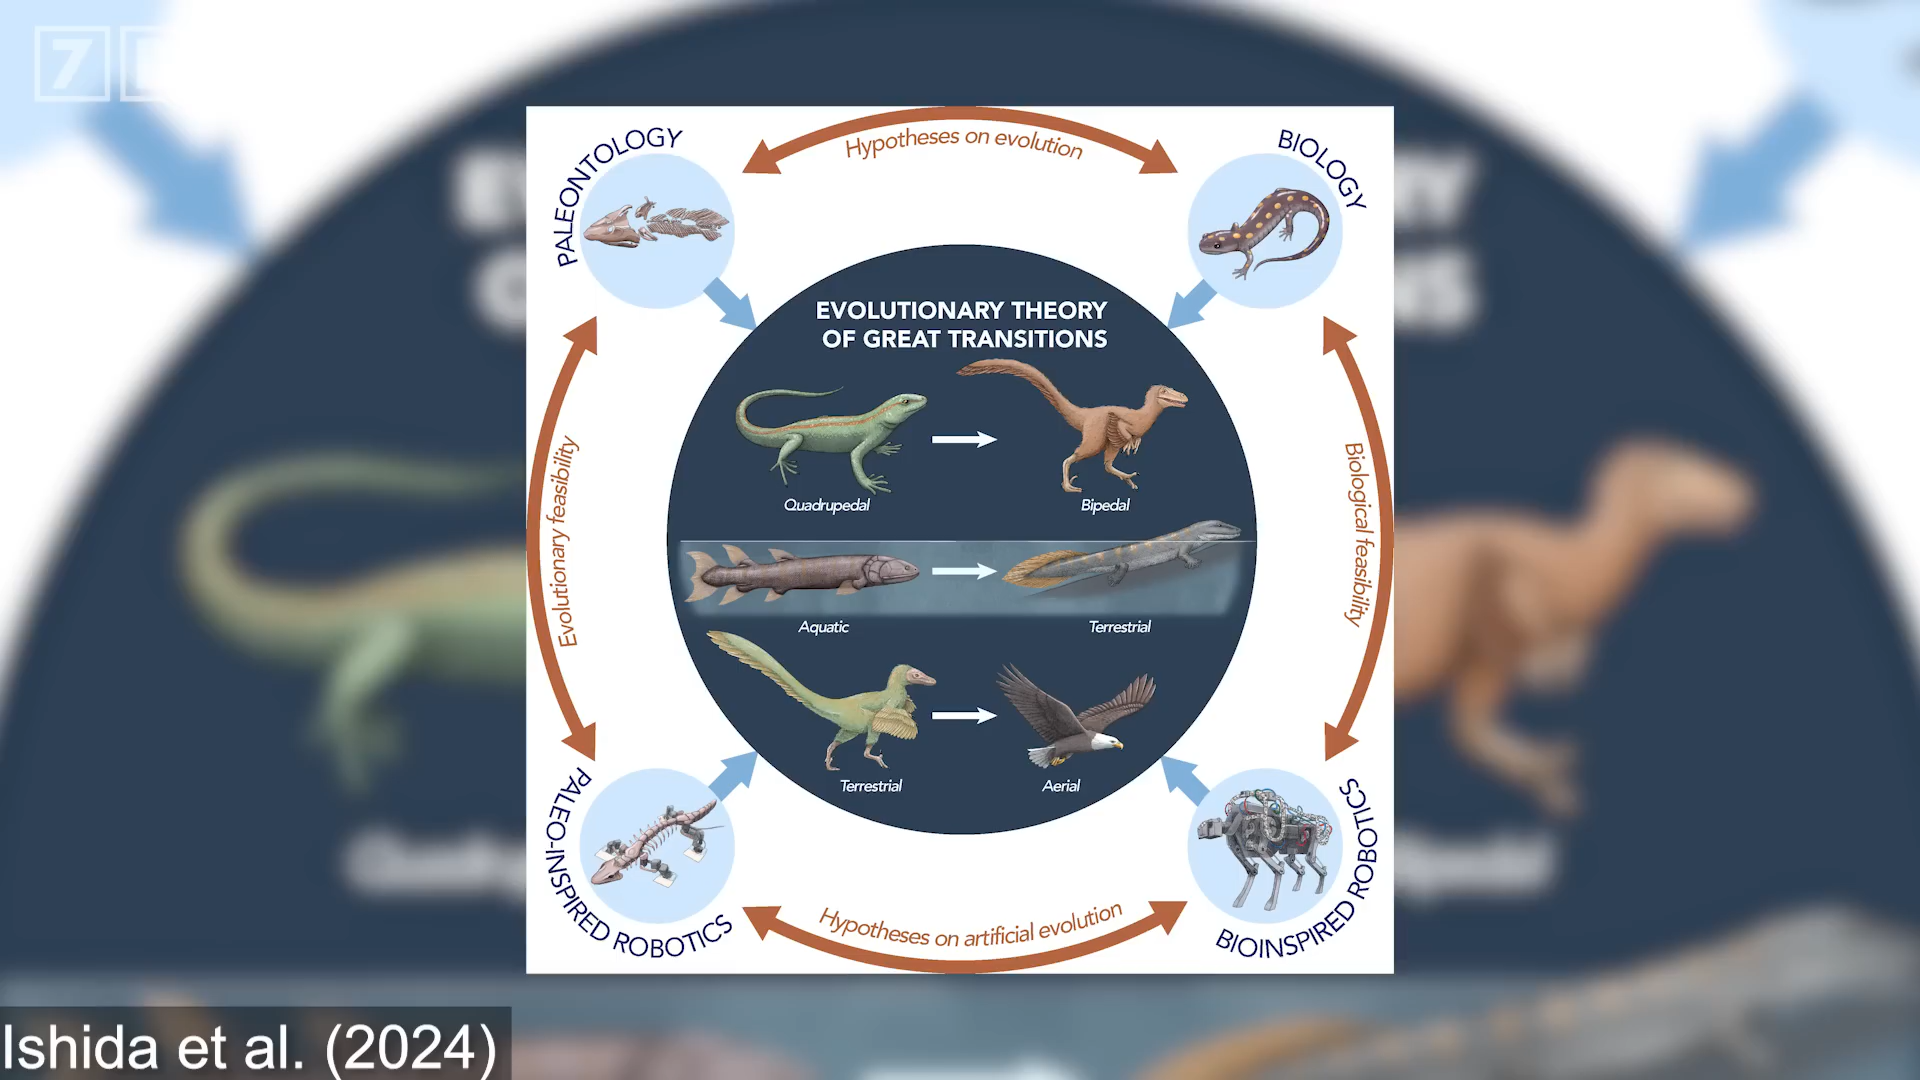 7
PALEONTOLOGY
Hypotheses on evolution
BIOLOGY
EVOLUTIONARY THEORY
OF GREAT TRANSITIONS
Quadrupedal
Bipedal
Evolutionary feasibility
Biological feasibility
Aquatic
Terrestrial
Terrestrial
Aerial
PALEO-INSPIRED ROBOTICS
Hypotheses on artificial evolution
BIOINSPIRED ROBOTICS
Ishida et al. (2024)